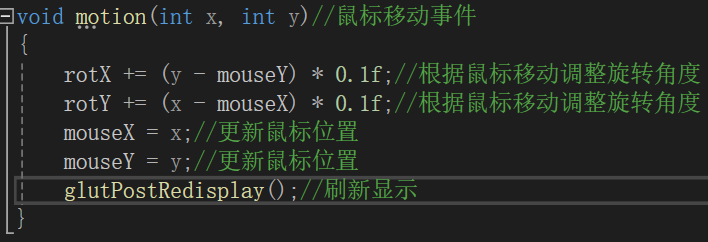 void motion(int x, int y)//鼠标移动事件
{
rotX += (y - mouseY) * 0.1f;//根据鼠标移动调整旋转角度
rotY += (x - mouseX) * 0.1f;//根据鼠标移动调整旋转角度
mouseX = x;//更新鼠标位置
mouseY = y;//更新鼠标位置
glutPostRedisplay();//刷新显示
}